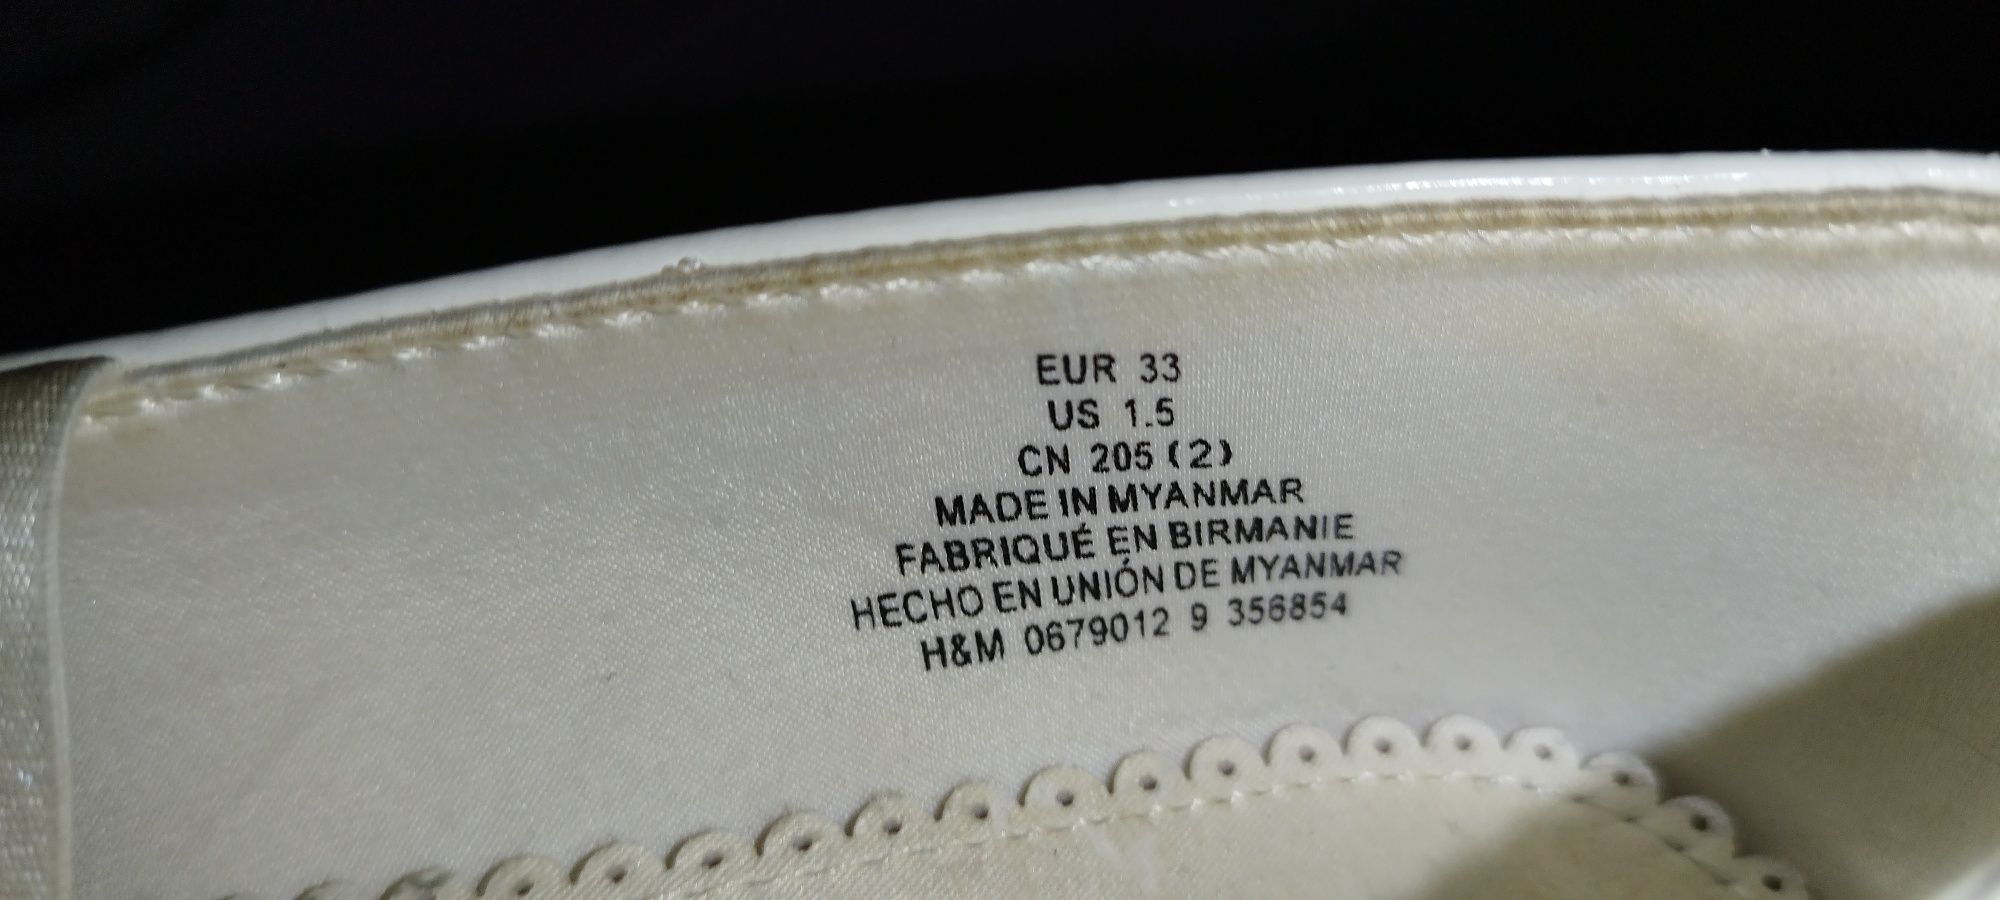 EUR 33
US 1.5
CN 205 (2)
MADE IN MYANMAR
FABRIQUÉ EN BIRMANIE
HECHO EN UNIÓN DE MYANMAR
H&M 0679012 9 356854